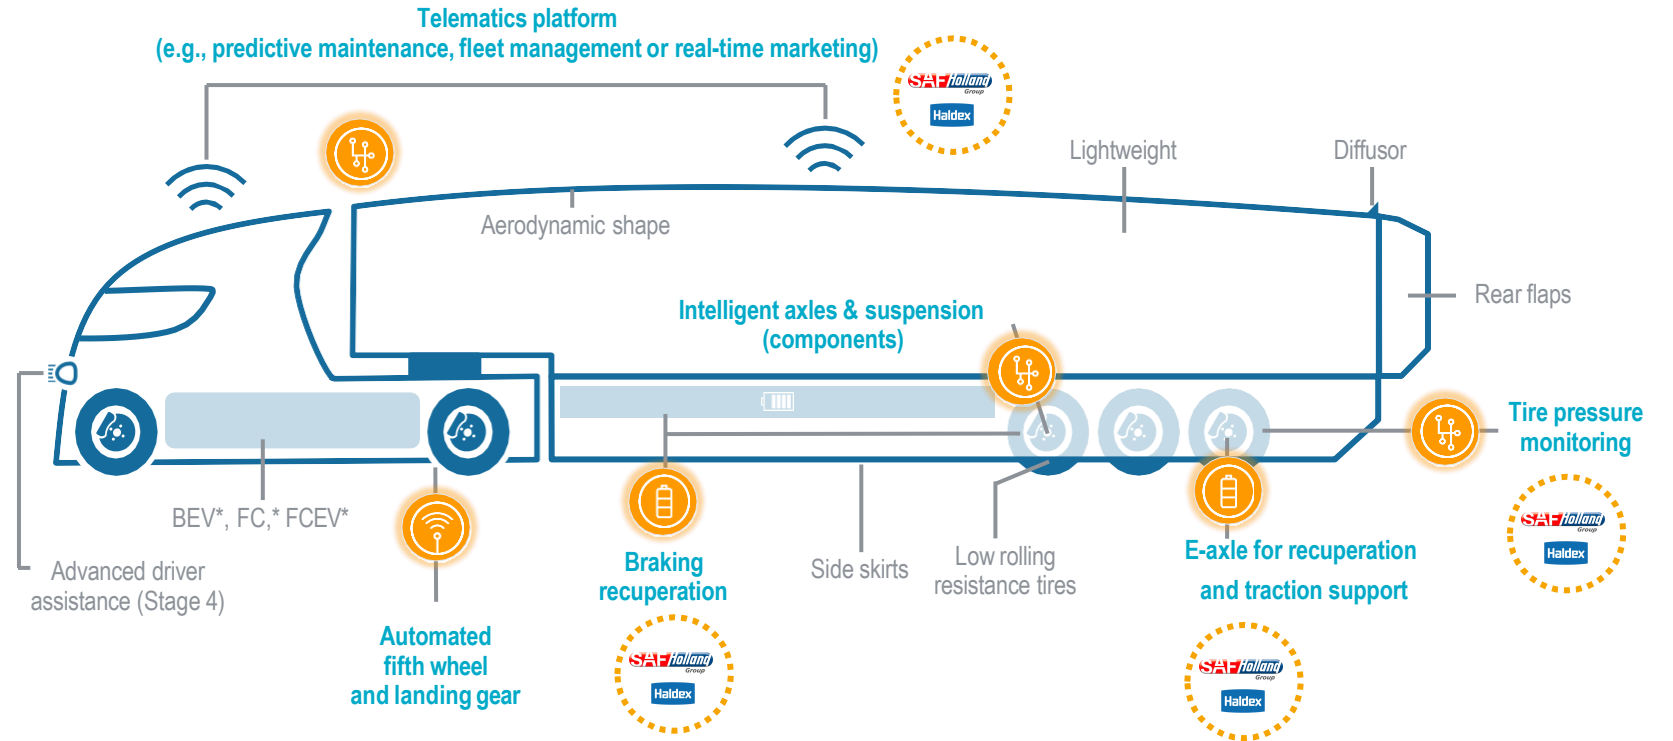 Telematics platform
(e.g., predictive maintenance, fleet management or real-time marketing)
SAF Holland
Group
Haldex
Lightweight
Diffusor
Aerodynamic shape
Rear flaps
Intelligent axles & suspension
(components)
Tire pressure
monitoring
SAF Holland
Group
Haldex
BEV*, FC,* FCEV*
Advanced driver
assistance (Stage 4)
Automated
fifth wheel
and landing gear
Braking
recuperation
SAF Holland
Group
Haldex
Side skirts
Low rolling
resistance tires
E-axle for recuperation
and traction support
SAF Holland
Group
Haldex